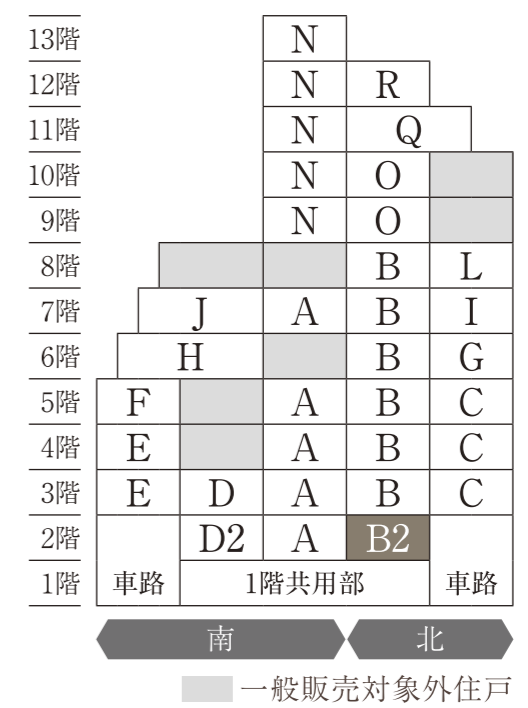 13階 N
12階 N R
11階 N Q
10階 N O
9階 N O
8階 B L
7階 J A B I
6階 H B G
5階 F A B C
4階 E A B C
3階 E D A B C
2階 D2 A B2
1階 車路 1階共用部 車路
南 北
一般販売対象外住戸